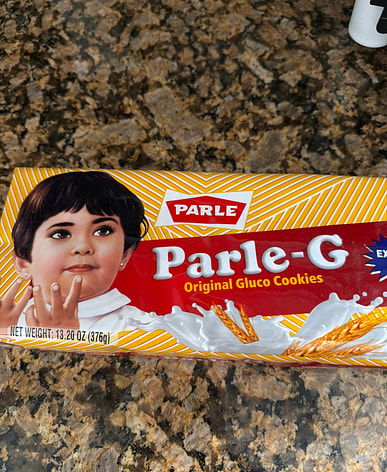 PARLE
Parle-G
Original Gluco Cookies
NET WEIGHT: 13.20 OZ (376g)